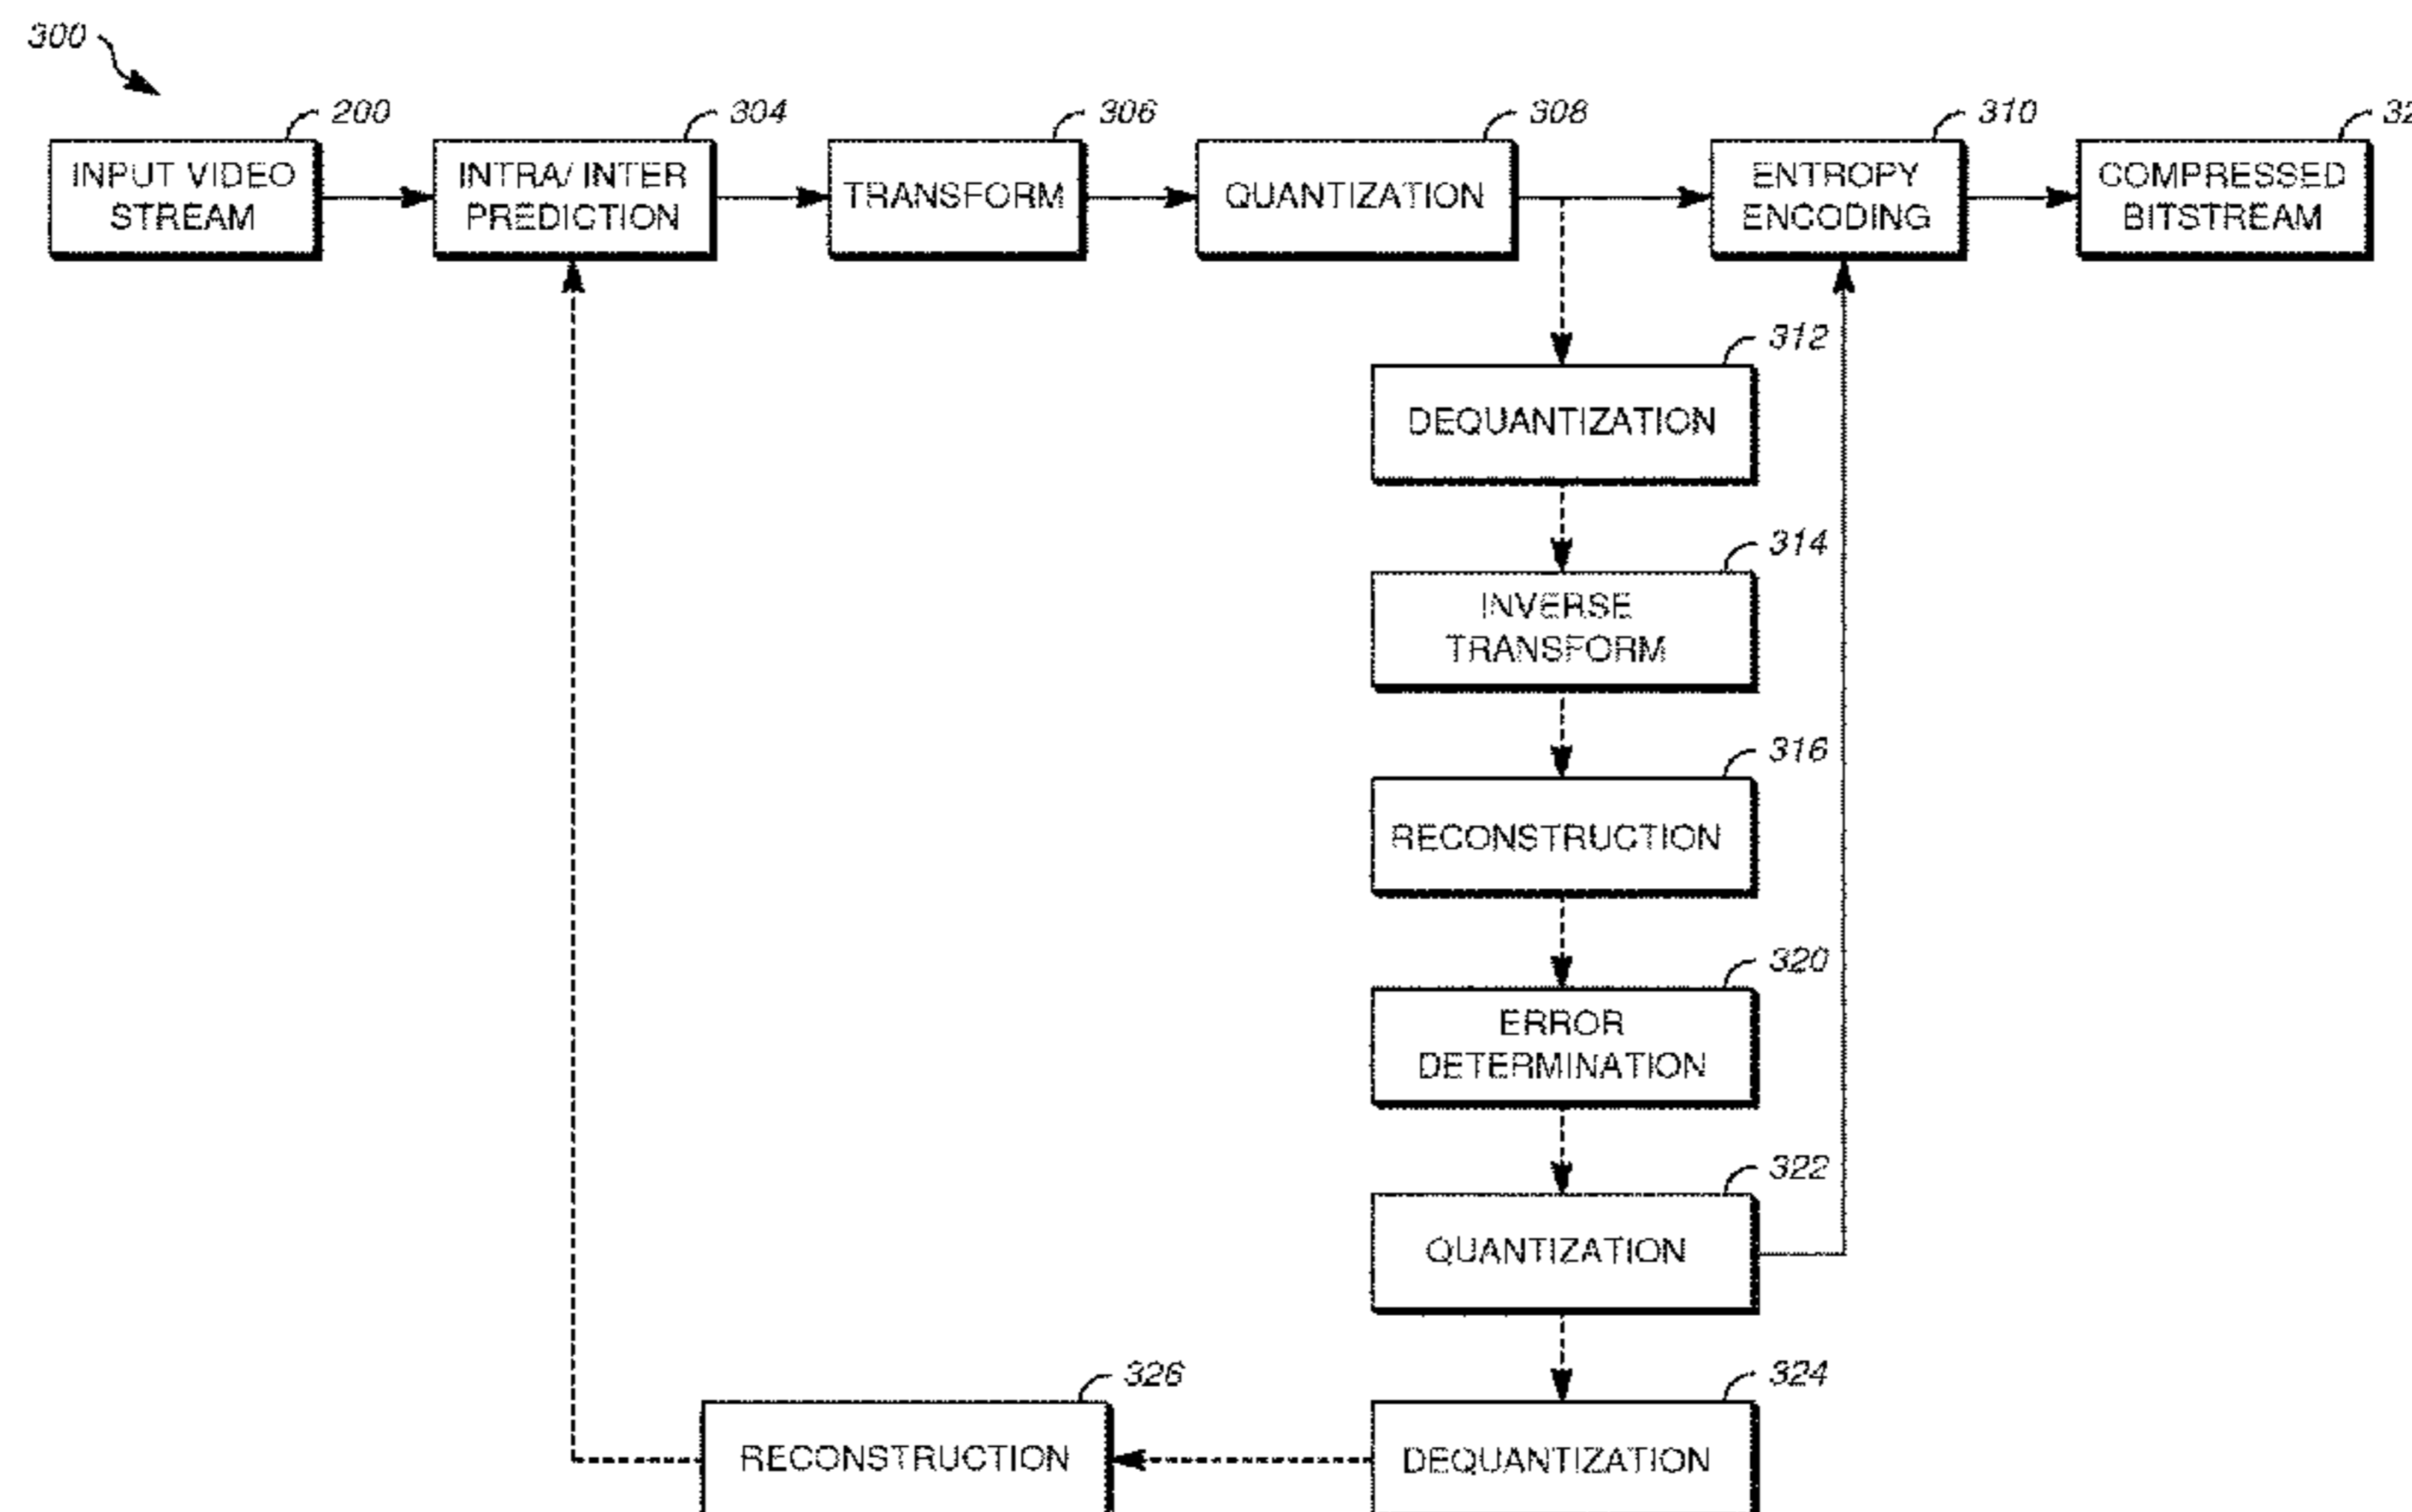 300
200
304
306
308
310
INPUT VIDEO
STREAM
INTRA/ INTER
PREDICTION
TRANSFORM
QUANTIZATION
ENTROPY
ENCODING
COMPRESSED
BITSTREAM
312
DEQUANTIZATION
314
INVERSE
TRANSFORM
316
RECONSTRUCTION
320
ERROR
DETERMINATION
322
QUANTIZATION
326
324
RECONSTRUCTION
DEQUANTIZATION